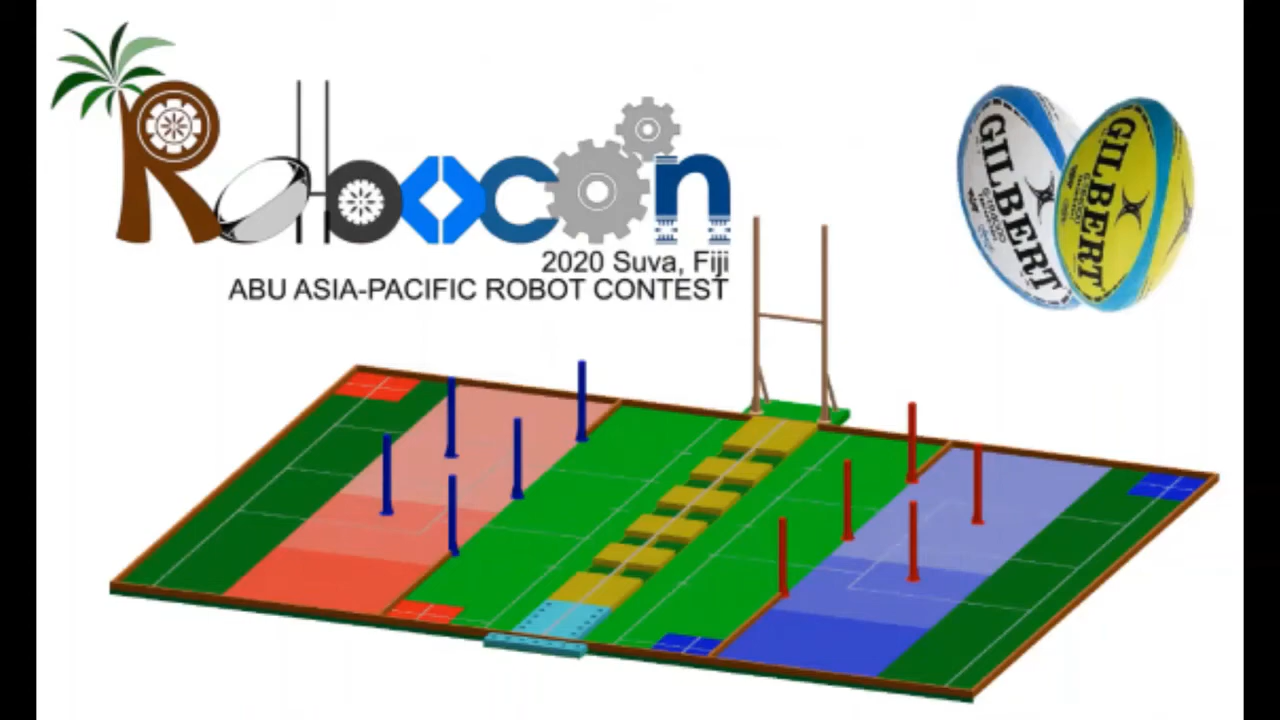 Robocon
2020 Suva, Fiji
ABU ASIA-PACIFIC ROBOT CONTEST
GILBERT
GILBERT